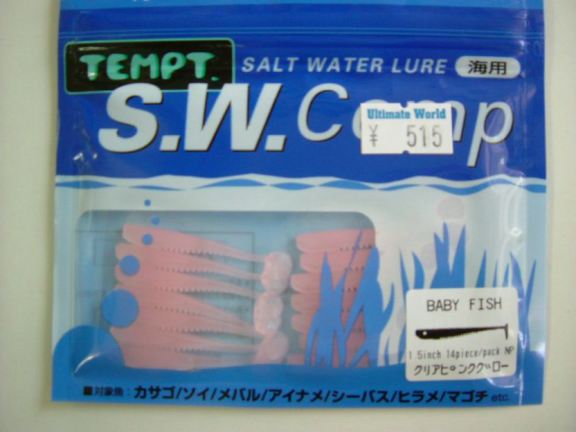 TEMPT.
SALT WATER LURE 海用
S.W.Comp
Ultimate World
¥ 515
BABY FISH
1.5inch 14piece/pack NP
クリアピンクグロー
■対象魚:カサゴ/ソイ/メバル/アイナメ/シーバス/ヒラメ/マゴチ etc.